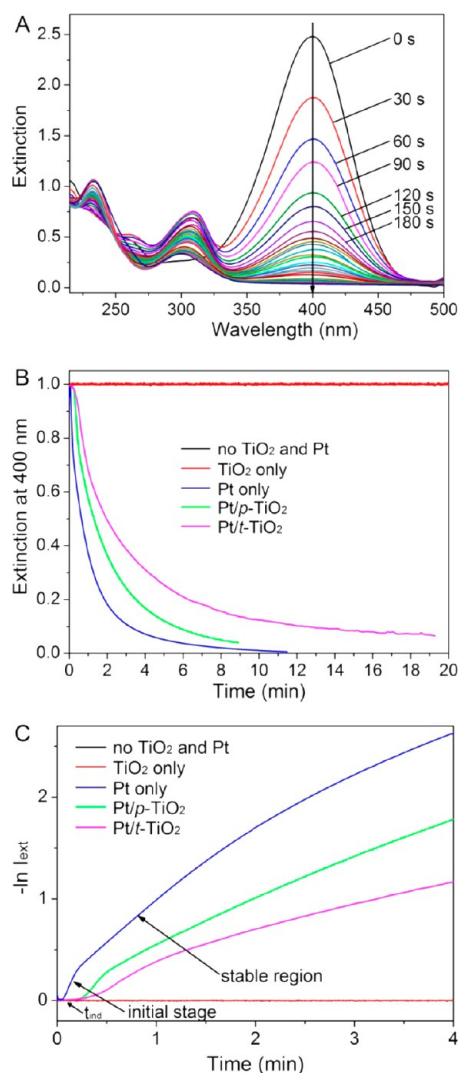 A
2.5
2.0
1.5
1.0
0.5
0.0
Extinction
0 s
30 s
60 s
90 s
120 s
150 s
180 s
250 300 350 400 450 500
Wavelength (nm)
B
1.0
0.8
0.6
0.4
0.2
0.0
Extinction at 400 nm
no TiO₂ and Pt
TiO₂ only
Pt only
Pt/p-TiO₂
Pt/t-TiO₂
0 2 4 6 8 10 12 14 16 18 20
Time (min)
C
2
1
0
-ln Iₑₓₜ
no TiO₂ and Pt
TiO₂ only
Pt only
Pt/p-TiO₂
Pt/t-TiO₂
stable region
tᵢₙd initial stage
0 1 2 3 4
Time (min)